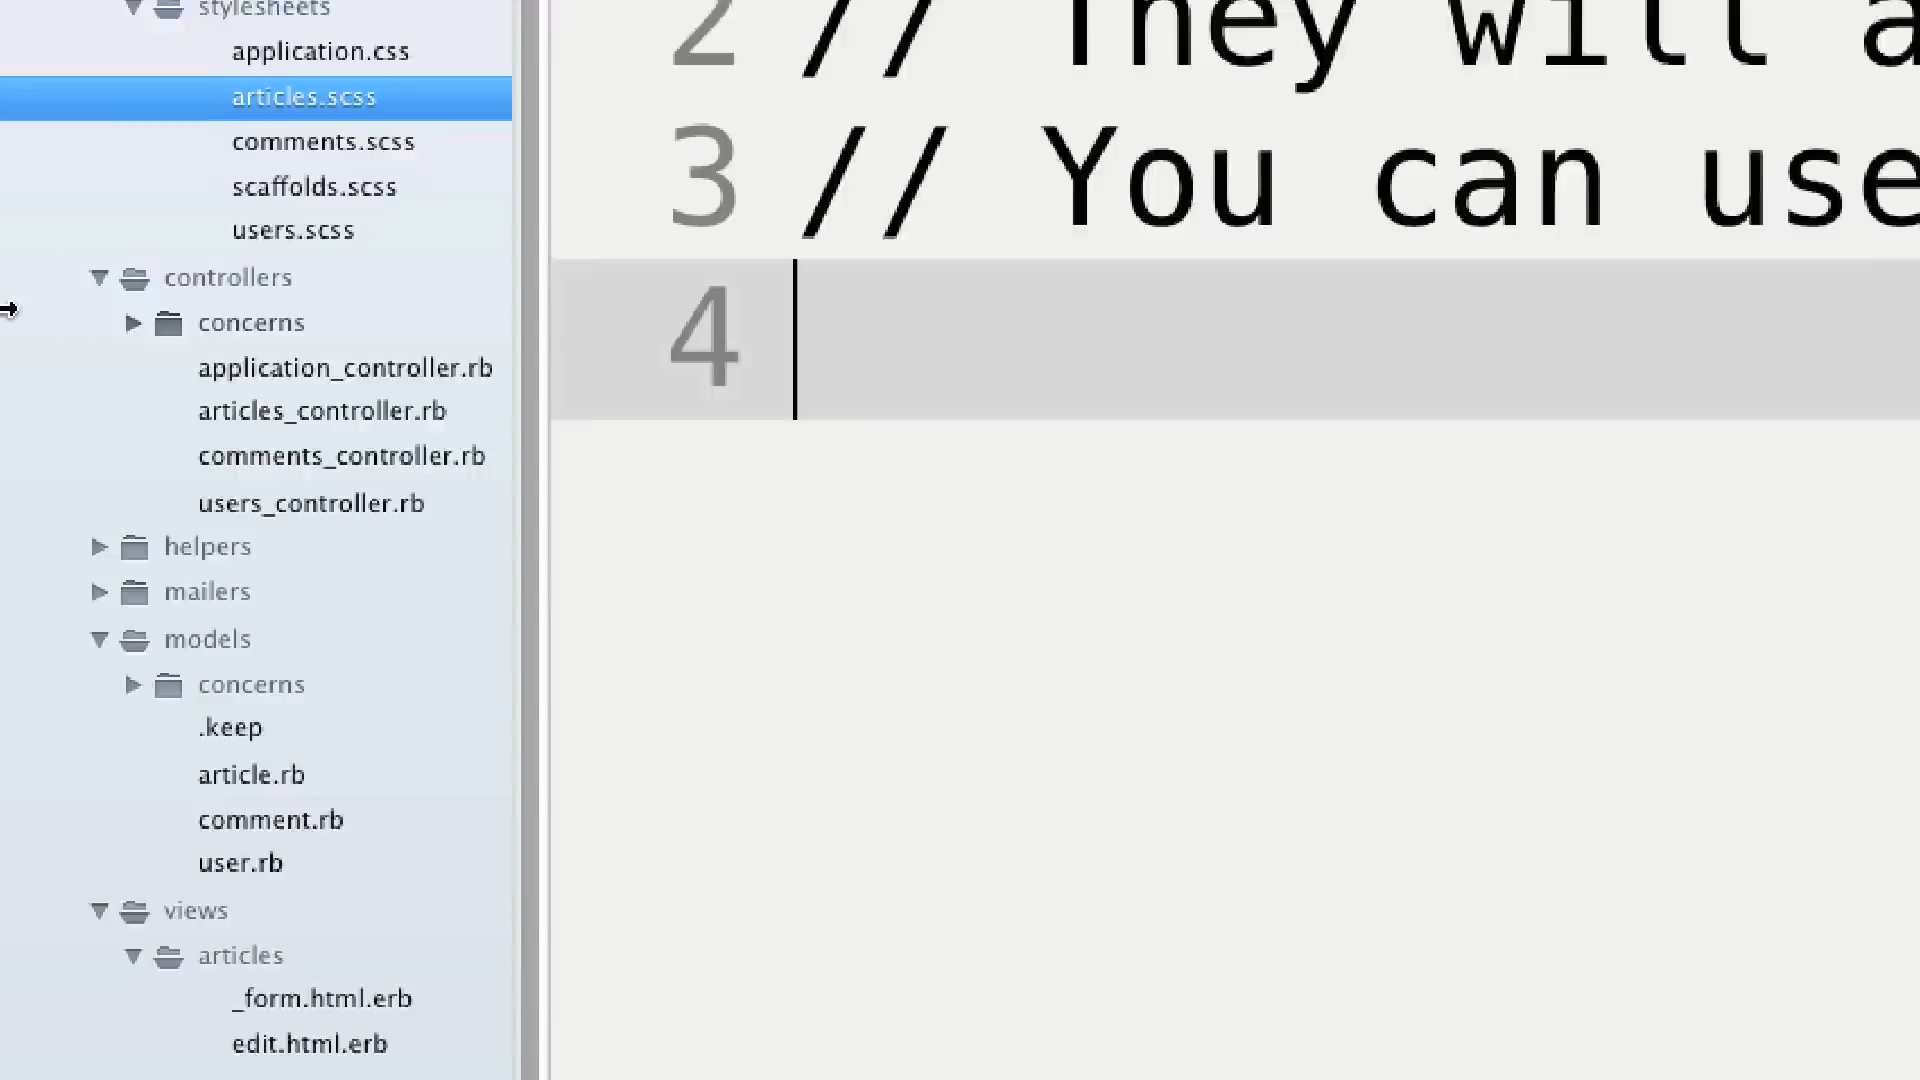 stylesheets
application.css
articles.scss
comments.scss
scaffolds.scss
users.scss
controllers
concerns
application_controller.rb
articles_controller.rb
comments_controller.rb
users_controller.rb
helpers
mailers
models
concerns
.keep
article.rb
comment.rb
user.rb
views
articles
_form.html.erb
edit.html.erb
2 // They will a
3 // You can use
4